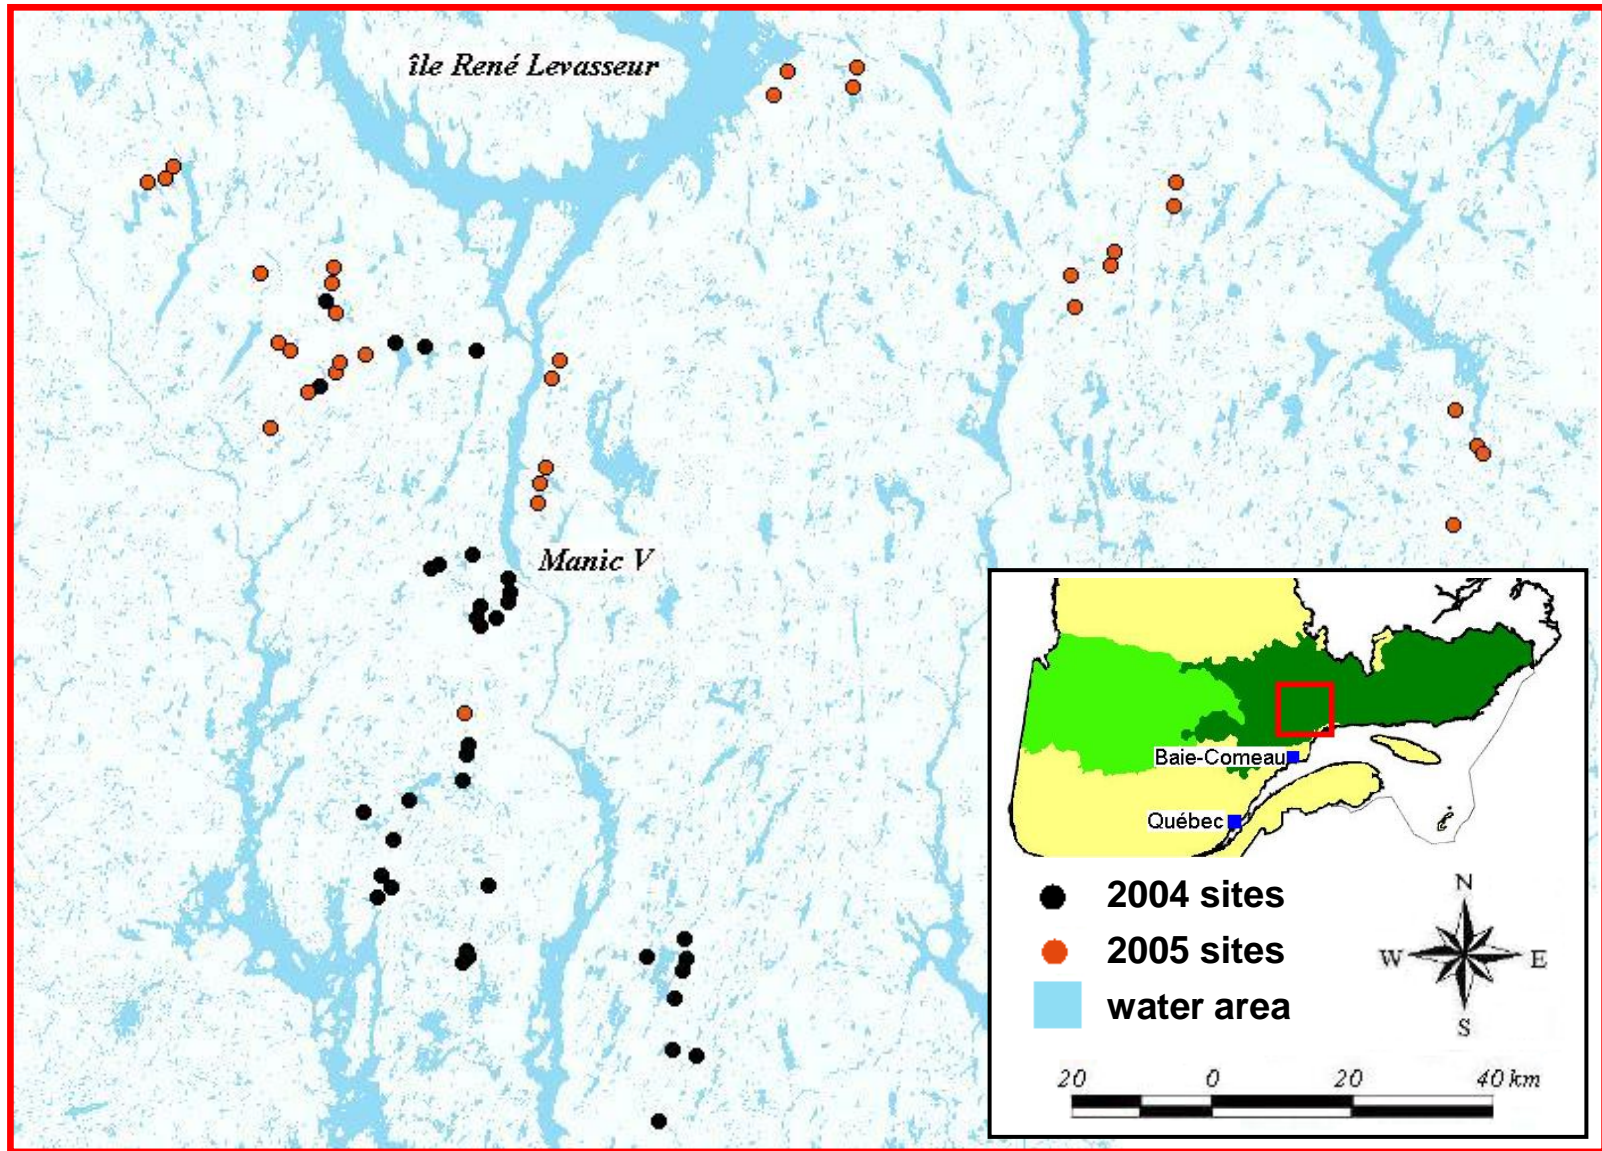 île René Levasseur
Manic V
Baie-Comeau
Québec
2004 sites
2005 sites
water area
N
W E
S
20 0 20 40 km